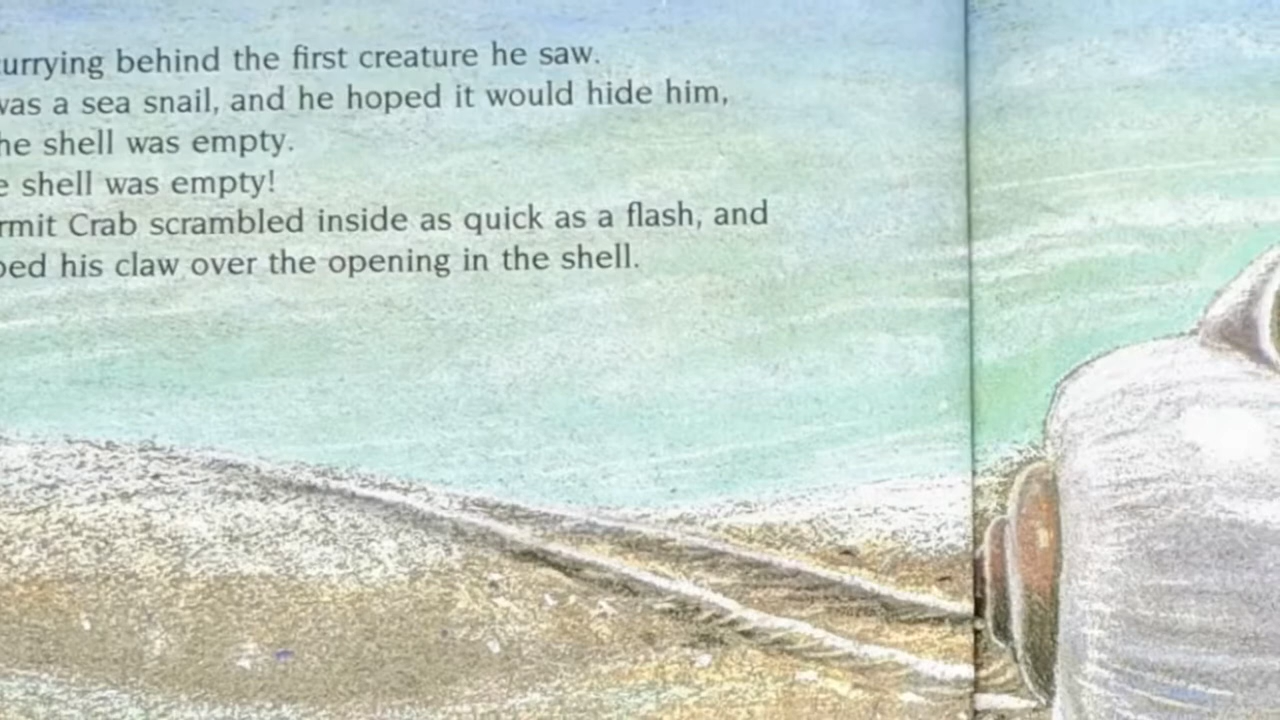 urrying behind the first creature he saw.
was a sea snail, and he hoped it would hide him,
he shell was empty.
e shell was empty!
rmit Crab scrambled inside as quick as a flash, and
ped his claw over the opening in the shell.